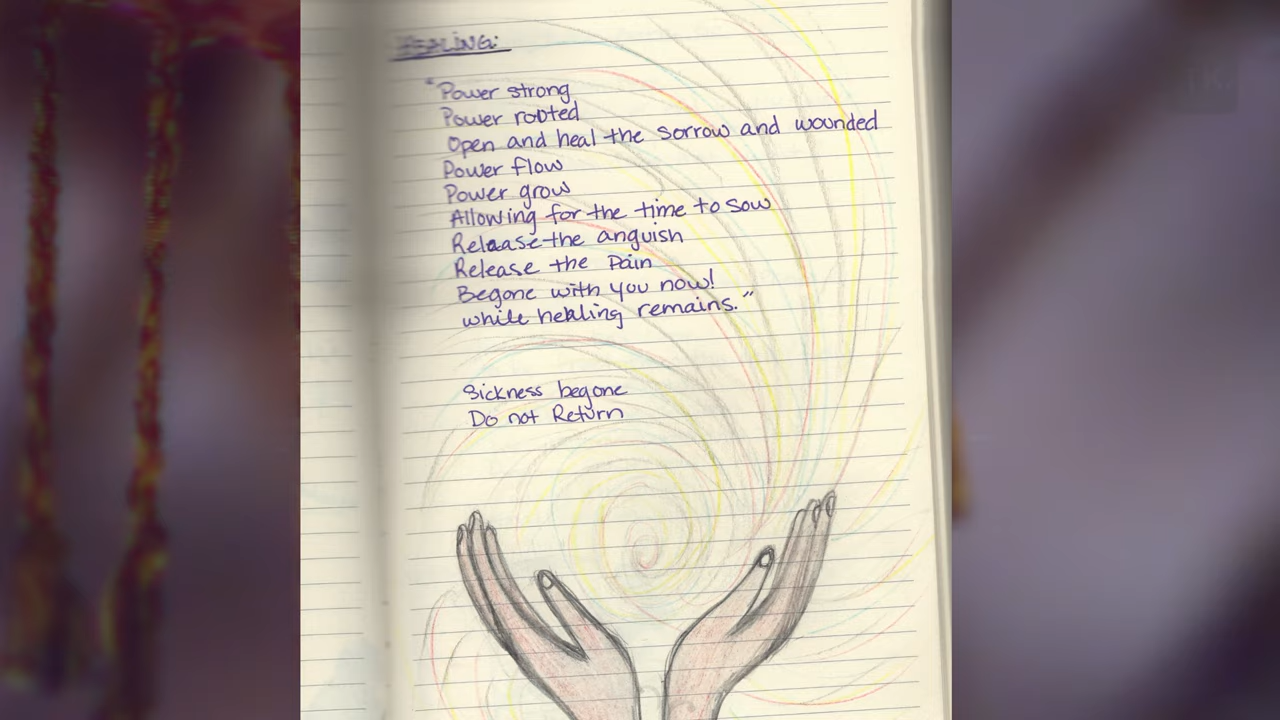 HEALING:
"Power strong
Power rooted
Open and heal the sorrow and wounded
Power flow
Power grow
Allowing for the time to sow
Relaase the anguish
Release the Pain
Begone with you now!
while healing remains."
Sickness begone
Do not Return